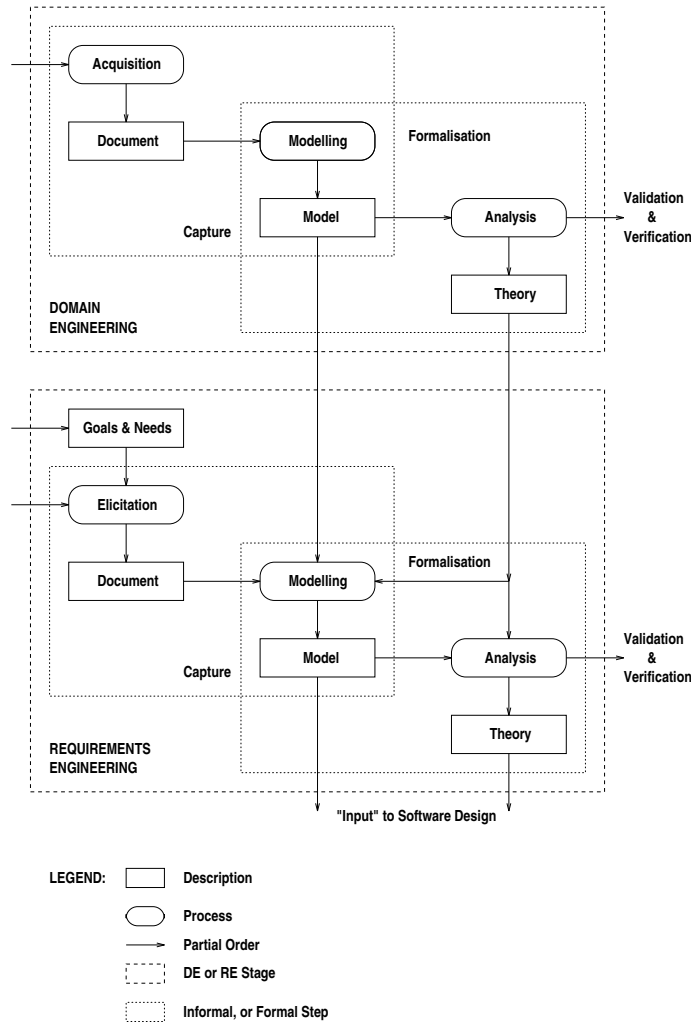 Acquisition
Document
Modelling
Formalisation
Model
Capture
Analysis
Validation
&
Verification
Theory
DOMAIN
ENGINEERING
Goals & Needs
Elicitation
Document
Modelling
Formalisation
Model
Capture
Analysis
Validation
&
Verification
Theory
REQUIREMENTS
ENGINEERING
"Input" to Software Design
LEGEND:
Description
Process
Partial Order
DE or RE Stage
Informal, or Formal Step